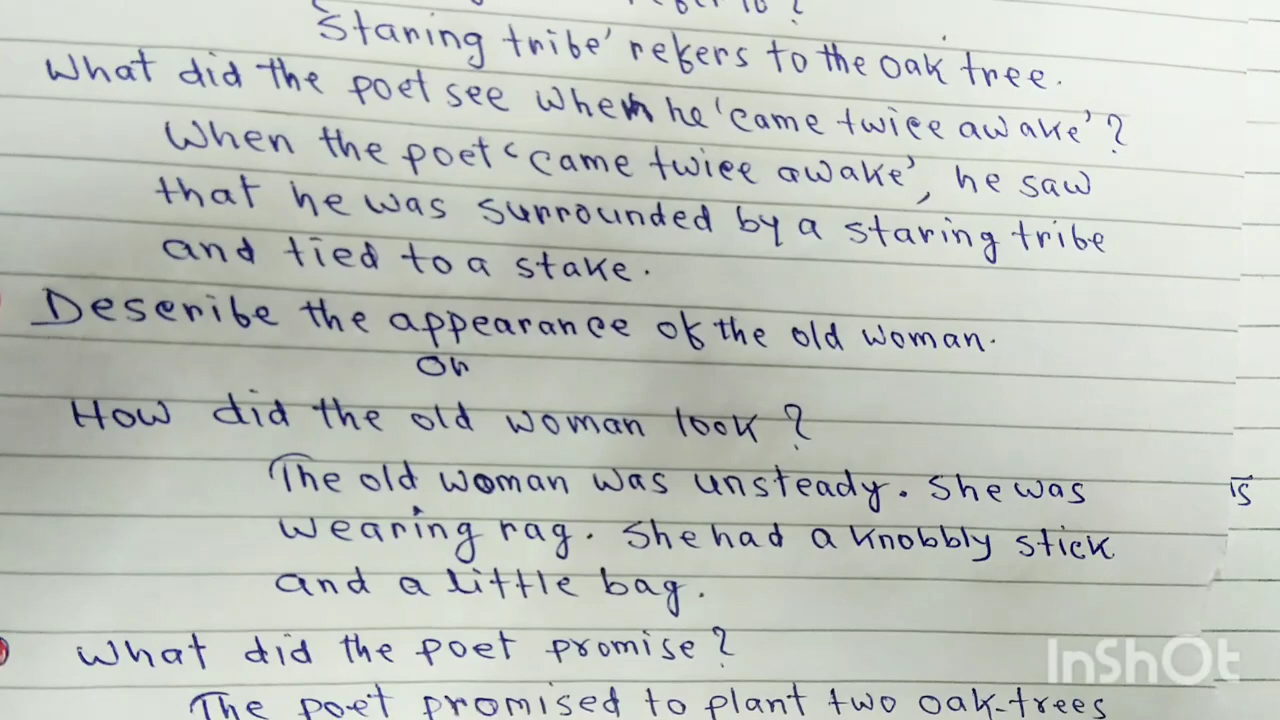 Staring tribe' refers to the oak tree.
What did the poet see when he 'came twice awake'?
When the poet 'came twice awake', he saw
that he was surrounded by a staring tribe
and tied to a stake.
Describe the appearance of the old woman.
Or
How did the old woman look?
The old woman was unsteady. She was
wearing rag. She had a knobbly stick
and a little bag.
What did the poet promise?
The poet promised to plant two oak-trees
is
InShOt